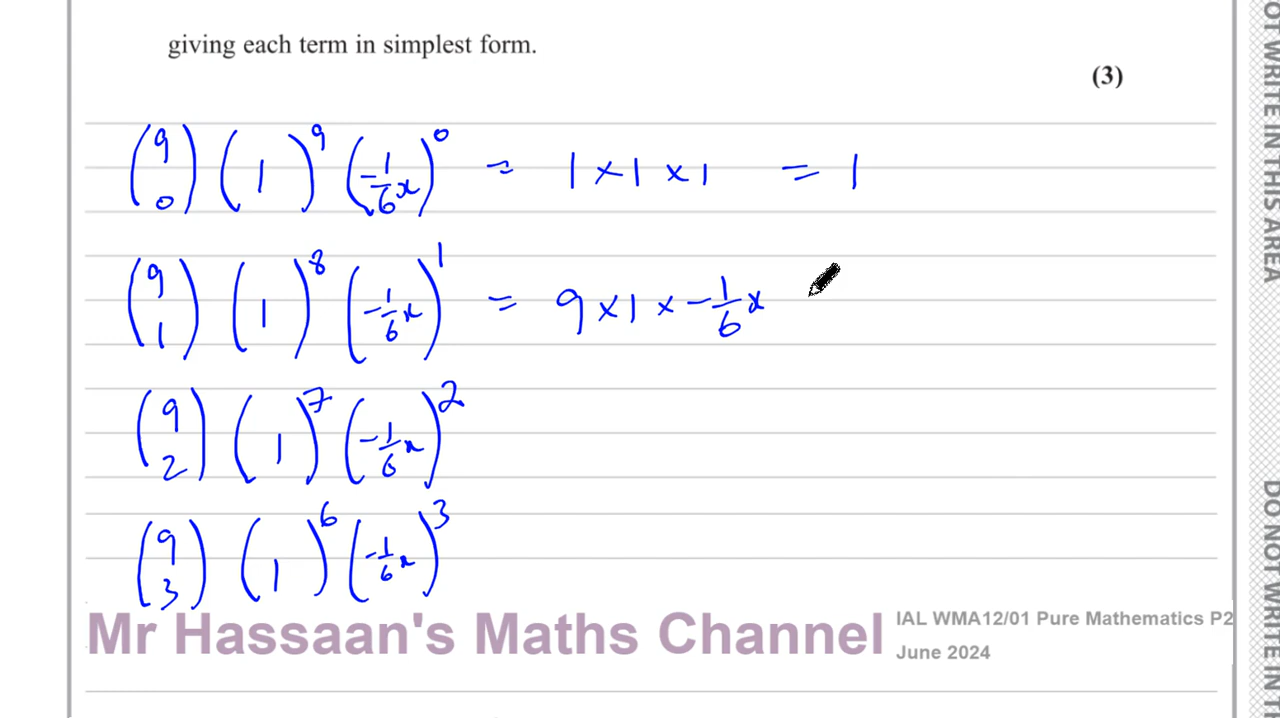 giving each term in simplest form.
(3)
(9 0) (1)^9 (-1/6 x)^0 = 1 × 1 × 1 = 1
(9 1) (1)^8 (-1/6 x)^1 = 9 × 1 × -1/6 x
(9 2) (1)^7 (-1/6 x)^2
(9 3) (1)^6 (-1/6 x)^3
Mr Hassaan's Maths Channel
IAL WMA12/01 Pure Mathematics P2
June 2024
WRITE IN THIS AREA
DO NOT WRITE IN